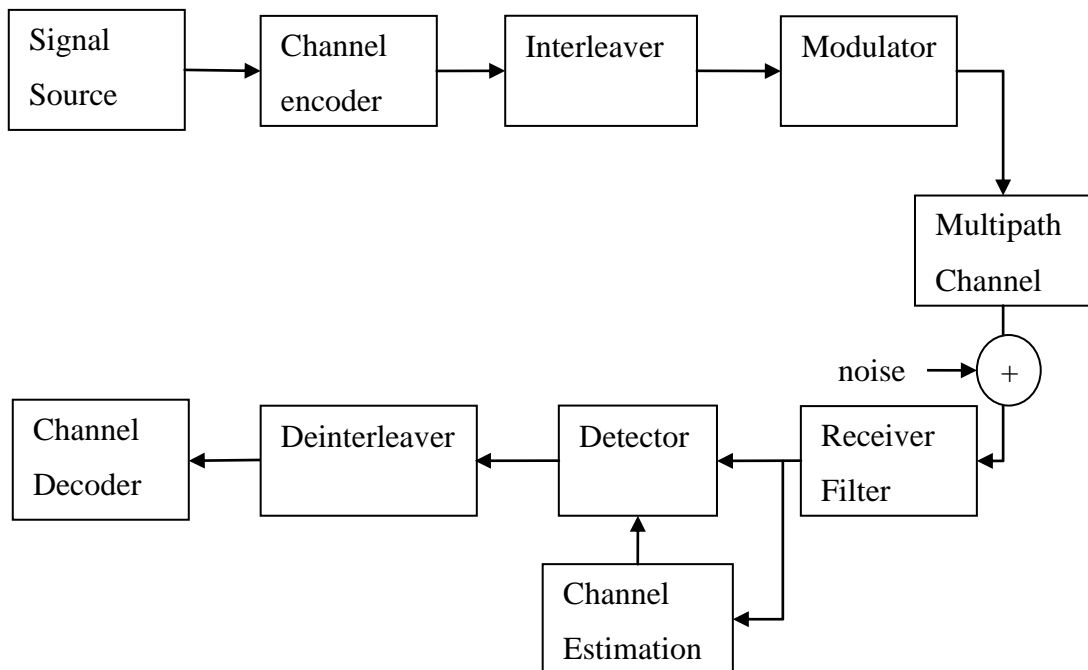 Signal
Source
Channel
encoder
Interleaver
Modulator
Multipath
Channel
noise
+
Receiver
Filter
Detector
Deinterleaver
Channel
Decoder
Channel
Estimation